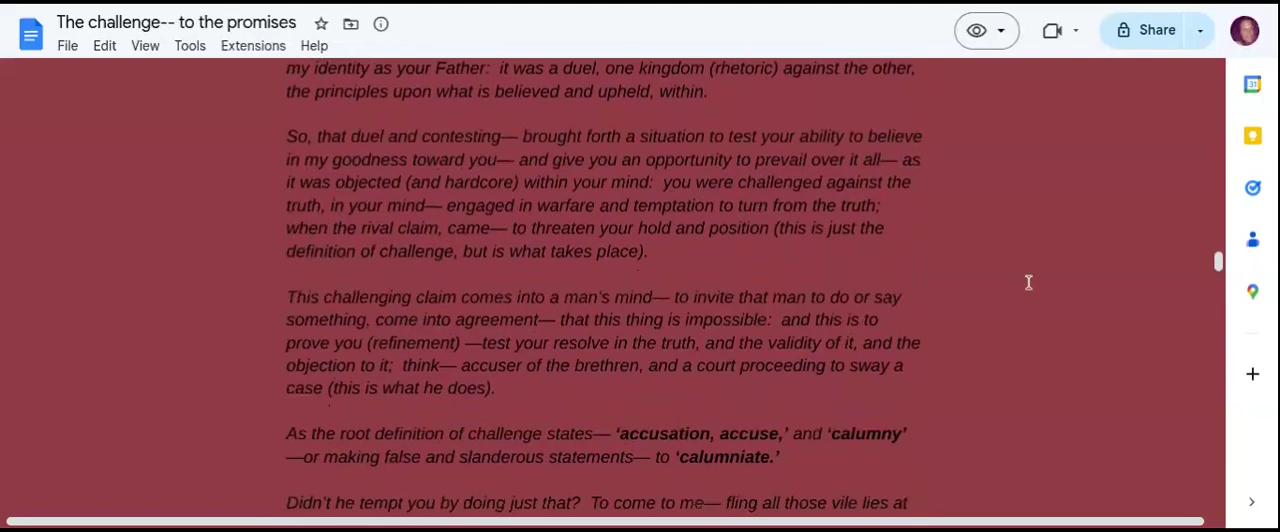 The challenge-- to the promises
File Edit View Tools Extensions Help
Share
31
my identity as your Father:  it was a duel, one kingdom (rhetoric) against the other,
the principles upon what is believed and upheld, within.
So, that duel and contesting— brought forth a situation to test your ability to believe
in my goodness toward you— and give you an opportunity to prevail over it all— as
it was objected (and hardcore) within your mind:  you were challenged against the
truth, in your mind— engaged in warfare and temptation to turn from the truth;
when the rival claim, came— to threaten your hold and position (this is just the
definition of challenge, but is what takes place).
This challenging claim comes into a man's mind— to invite that man to do or say
something, come into agreement— that this thing is impossible:  and this is to
prove you (refinement) —test your resolve in the truth, and the validity of it, and the
objection to it;  think— accuser of the brethren, and a court proceeding to sway a
case (this is what he does).
As the root definition of challenge states— 'accusation, accuse,' and 'calumny'
—or making false and slanderous statements— to 'calumniate.'
Didn't he tempt you by doing just that?  To come to me— fling all those vile lies at